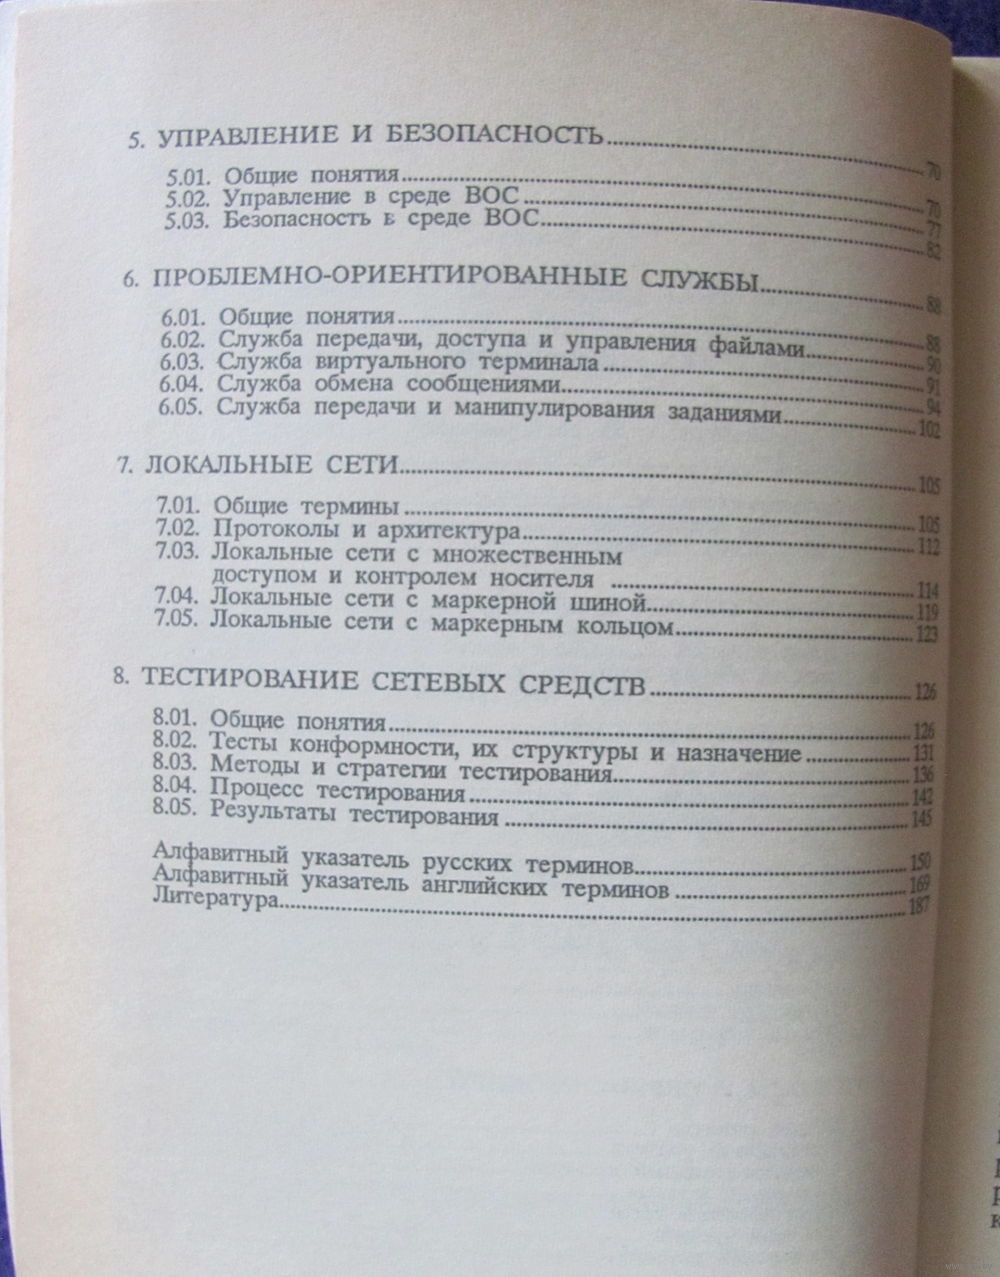 5. УПРАВЛЕНИЕ И БЕЗОПАСНОСТЬ........70
5.01. Общие понятия........70
5.02. Управление в среде ВОС........77
5.03. Безопасность в среде ВОС........82
6. ПРОБЛЕМНО-ОРИЕНТИРОВАННЫЕ СЛУЖБЫ........88
6.01. Общие понятия........88
6.02. Служба передачи, доступа и управления файлами........90
6.03. Служба виртуального терминала........91
6.04. Служба обмена сообщениями........94
6.05. Служба передачи и манипулирования заданиями........102
7. ЛОКАЛЬНЫЕ СЕТИ........105
7.01. Общие термины........105
7.02. Протоколы и архитектура........112
7.03. Локальные сети с множественным
доступом и контролем носителя ........114
7.04. Локальные сети с маркерной шиной........119
7.05. Локальные сети с маркерным кольцом........123
8. ТЕСТИРОВАНИЕ СЕТЕВЫХ СРЕДСТВ........126
8.01. Общие понятия........126
8.02. Тесты конформности, их структуры и назначение........131
8.03. Методы и стратегии тестирования........136
8.04. Процесс тестирования........142
8.05. Результаты тестирования........145
Алфавитный указатель русских терминов........150
Алфавитный указатель английских терминов........169
Литература........187